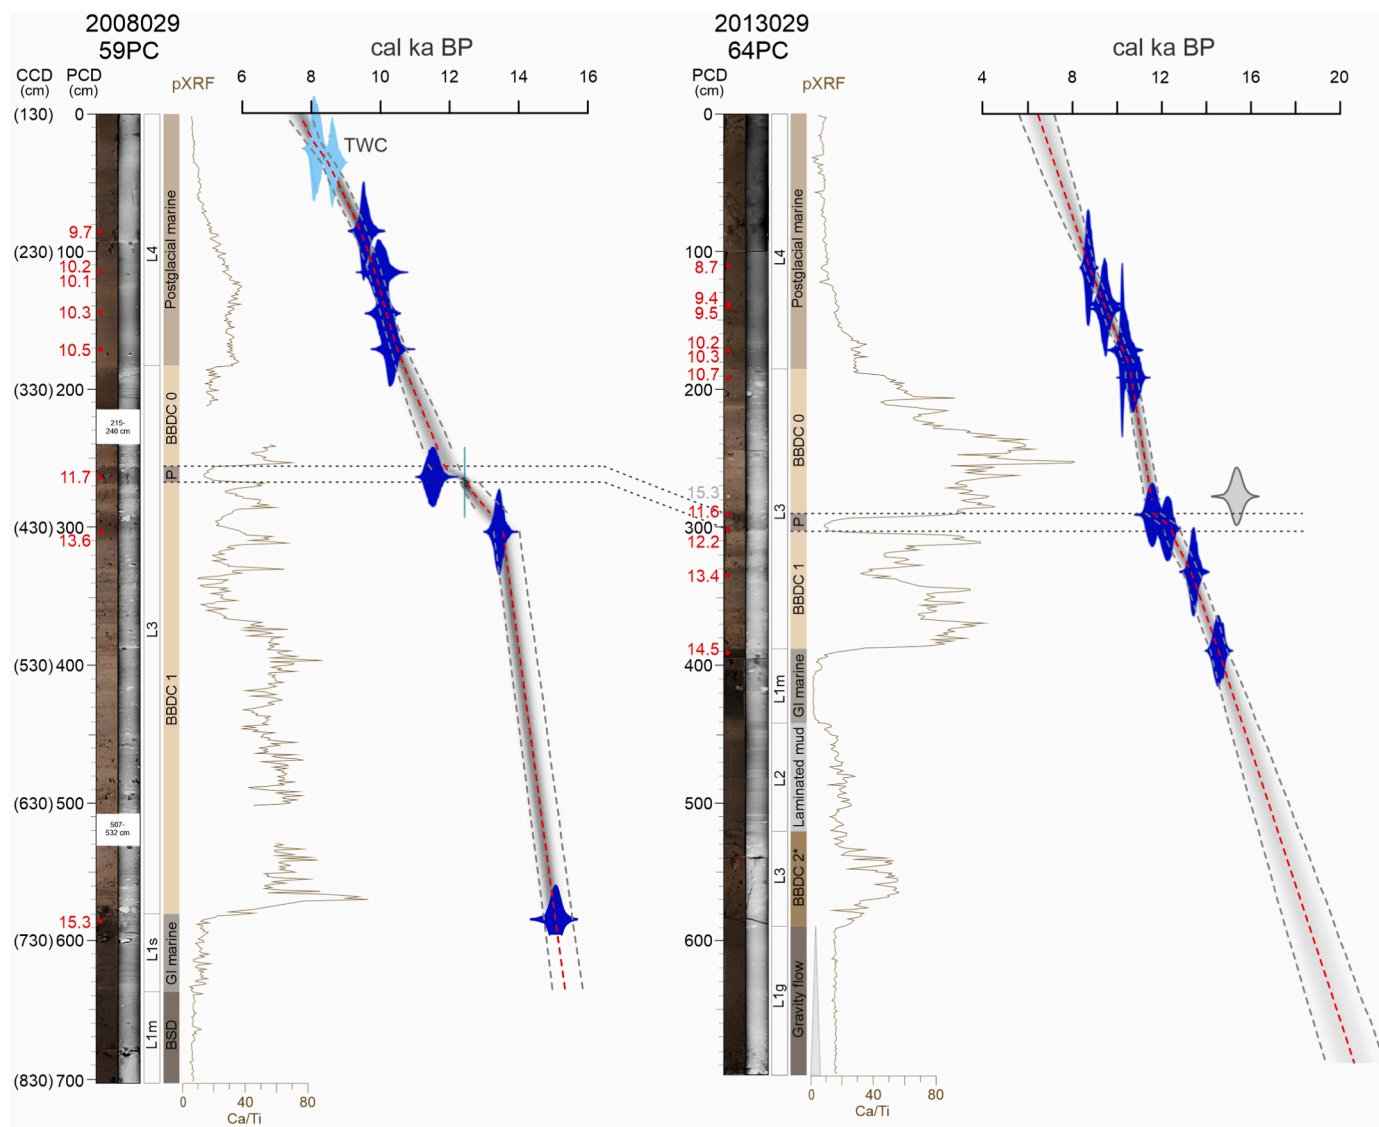 2008029
59PC
cal ka BP
CCD
(cm)
PCD
(cm)
pXRF
6 8 10 12 14 16
(130) 0
(230) 100
(330) 200
(430) 300
(530) 400
(630) 500
(730) 600
(830) 700
9.7
10.2
10.1
10.3
10.5
11.7
13.6
15.3
215-
240 cm
507-
532 cm
L4
L3
L1s
L1m
Postglacial marine
BBDC 0
P
BBDC 1
GI marine
BSD
TWC
0 40 80
Ca/Ti
2013029
64PC
cal ka BP
PCD
(cm)
pXRF
4 8 12 16 20
0
100
200
300
400
500
600
8.7
9.4
9.5
10.2
10.3
10.7
15.3
11.6
12.2
13.4
14.5
L4
L3
L1m
L2
L3
L1g
Postglacial marine
BBDC 0
P
BBDC 1
GI marine
Laminated mud
BBDC 2*
Gravity flow
0 40 80
Ca/Ti